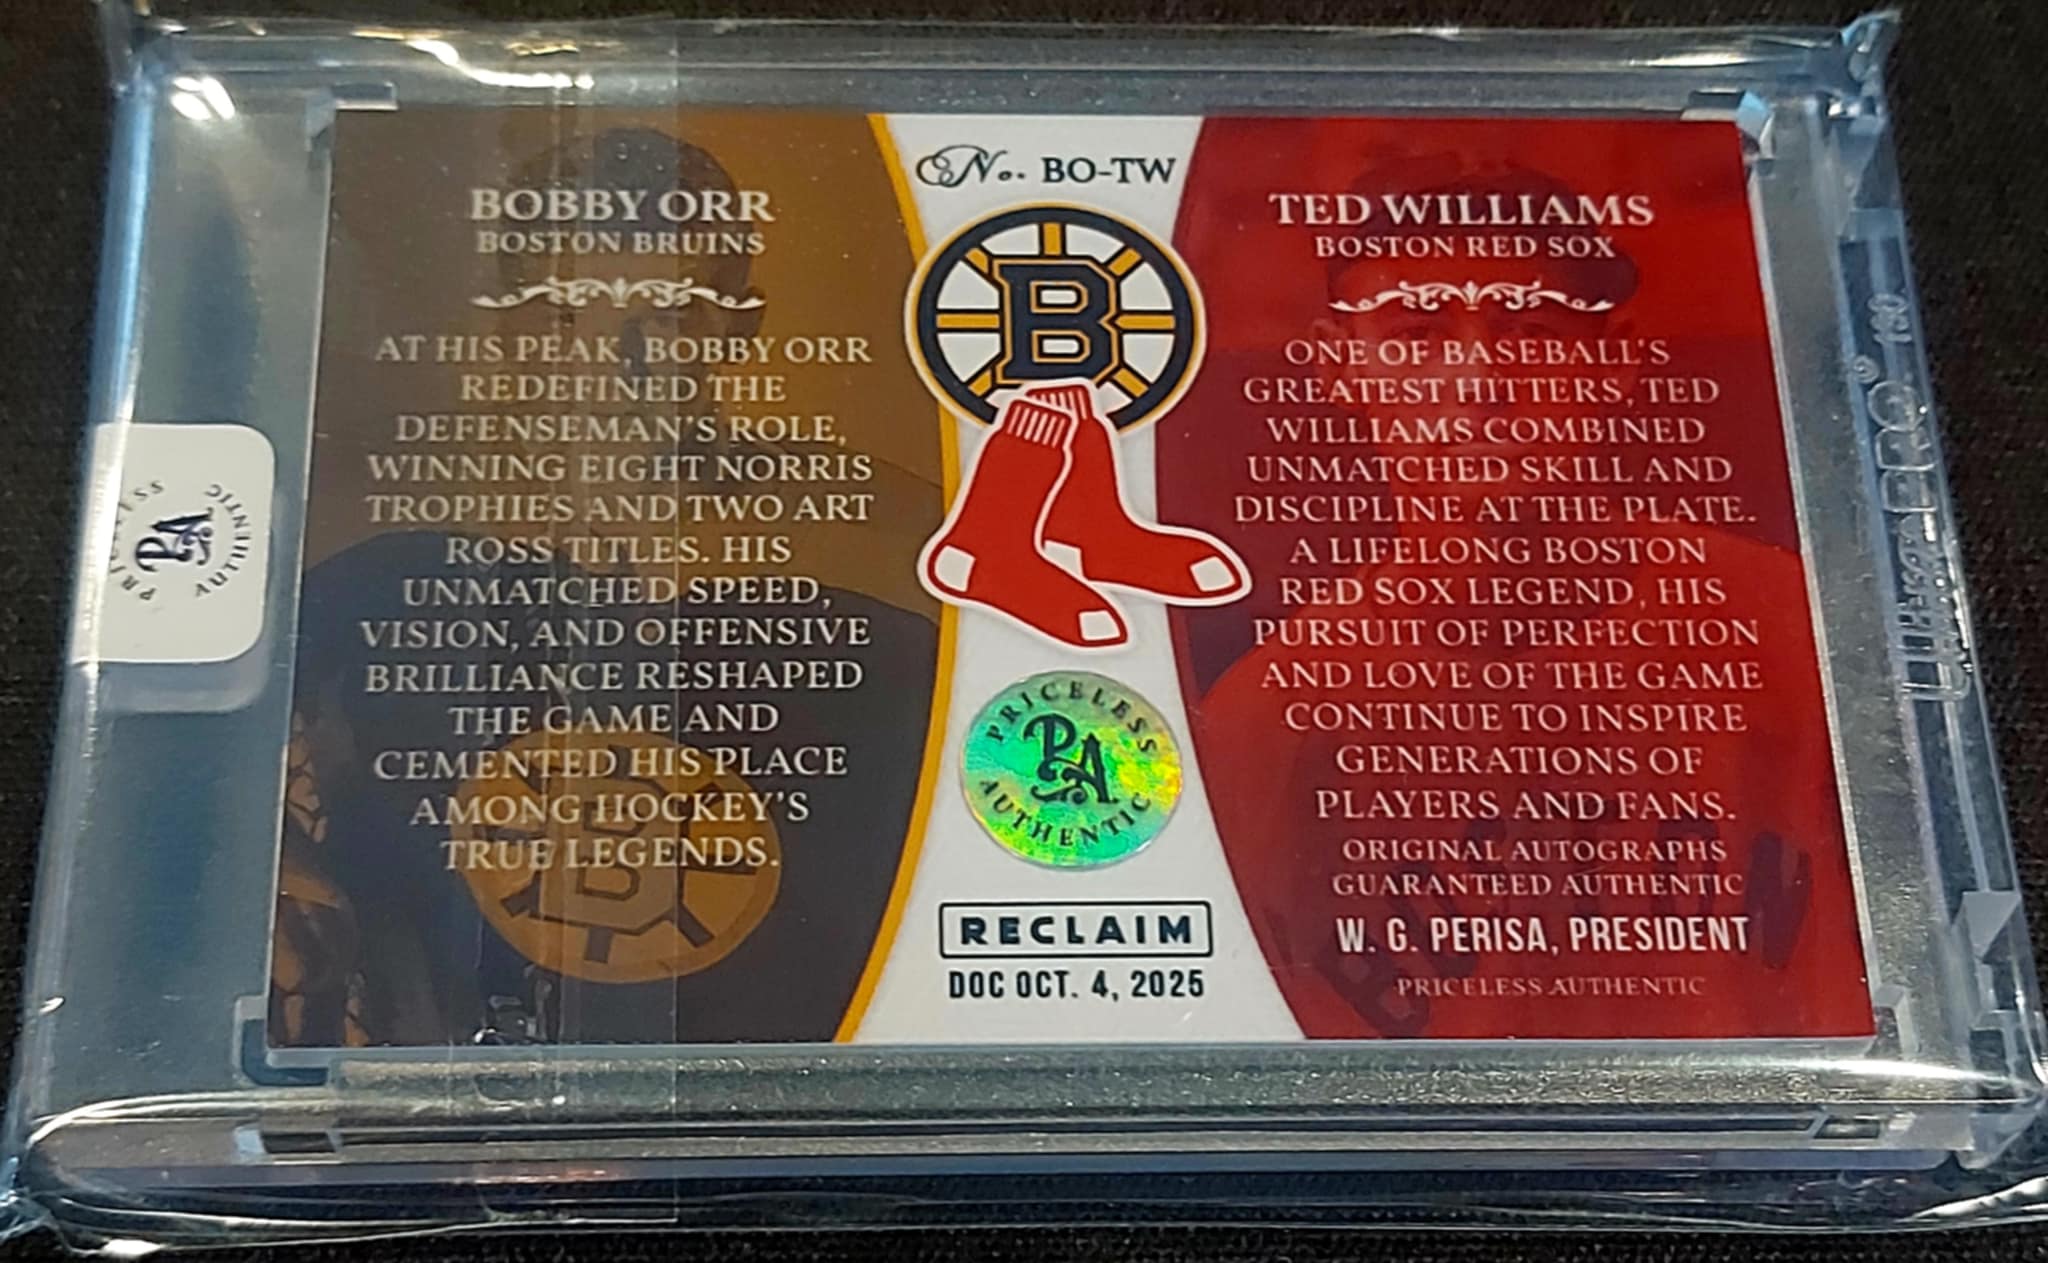 No. BO-TW
BOBBY ORR
BOSTON BRUINS
AT HIS PEAK, BOBBY ORR
REDEFINED THE
DEFENSEMAN'S ROLE,
WINNING EIGHT NORRIS
TROPHIES AND TWO ART
ROSS TITLES. HIS
UNMATCHED SPEED,
VISION, AND OFFENSIVE
BRILLIANCE RESHAPED
THE GAME AND
CEMENTED HIS PLACE
AMONG HOCKEY'S
TRUE LEGENDS.
B
PRICELESS
PA
AUTHENTIC
RECLAIM
DOC OCT. 4, 2025
TED WILLIAMS
BOSTON RED SOX
ONE OF BASEBALL'S
GREATEST HITTERS, TED
WILLIAMS COMBINED
UNMATCHED SKILL AND
DISCIPLINE AT THE PLATE.
A LIFELONG BOSTON
RED SOX LEGEND, HIS
PURSUIT OF PERFECTION
AND LOVE OF THE GAME
CONTINUE TO INSPIRE
GENERATIONS OF
PLAYERS AND FANS.
ORIGINAL AUTOGRAPHS
GUARANTEED AUTHENTIC
W. G. PERISA, PRESIDENT
PRICELESS AUTHENTIC
PRICELESS
PA
AUTHENTIC
B